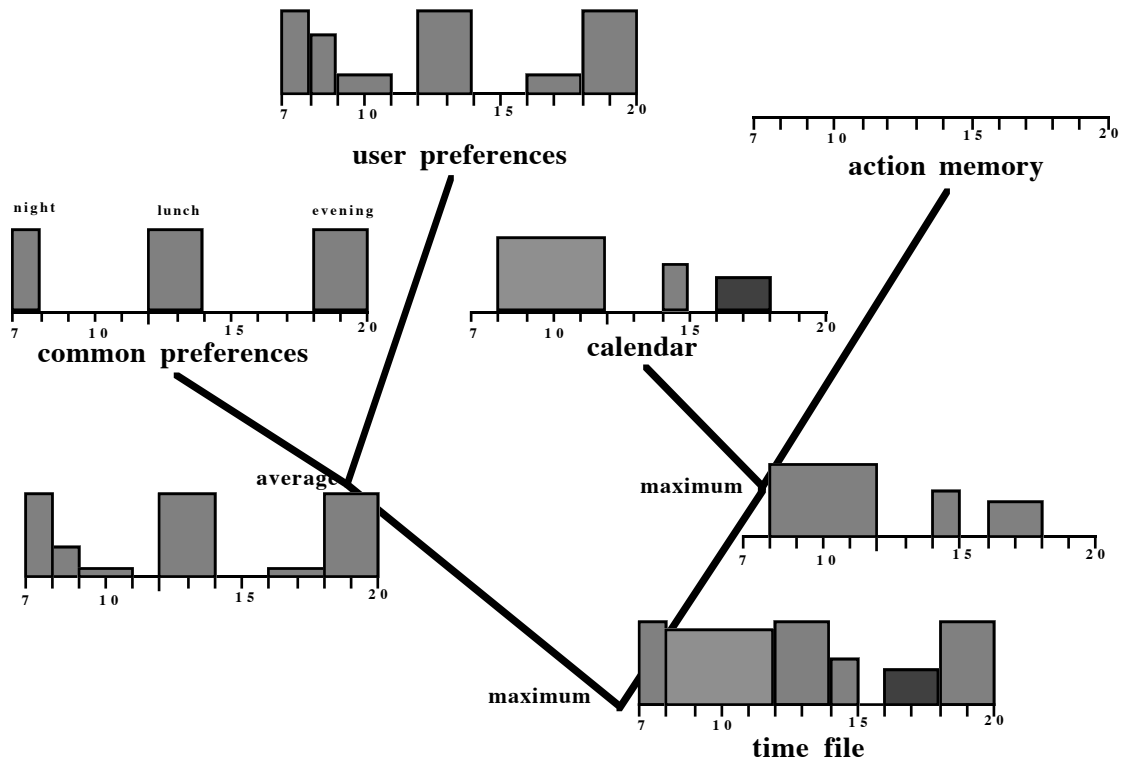 7 10 15 20
user preferences
7 10 15 20
action memory
night lunch evening
7 10 15 20
common preferences
7 10 15 20
calendar
average
maximum
7 10 15 20
7 10 15 20
maximum
7 10 15 20
time file